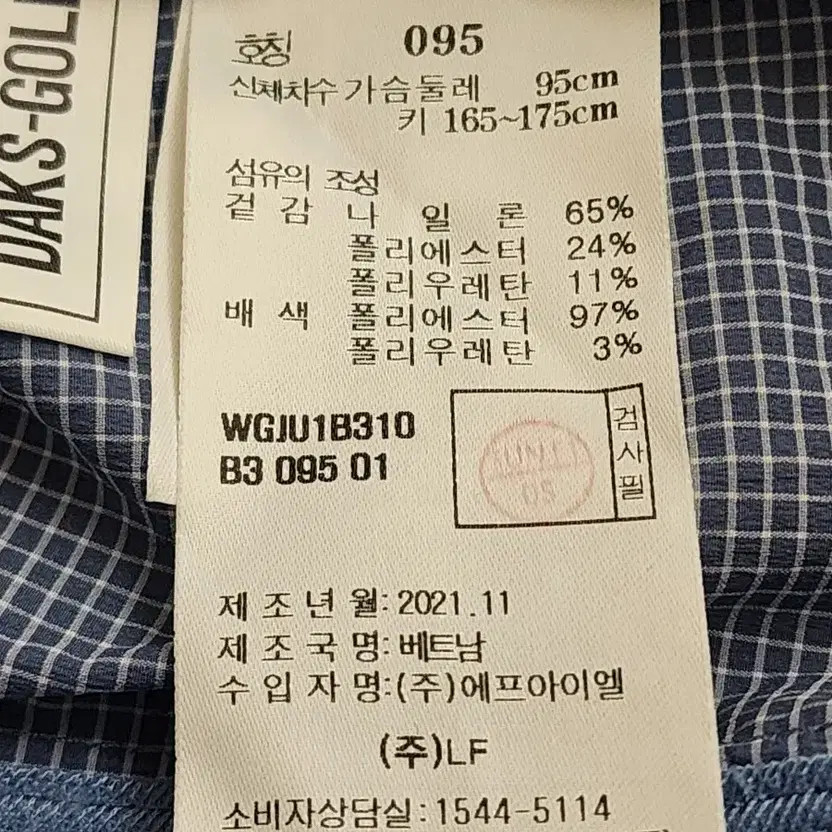 DAKS-GOL
호칭 095
신체치수 가슴둘레 95cm
키 165~175cm
섬유의 조성
겉감 나일론 65%
폴리에스터 24%
폴리우레탄 11%
배색 폴리에스터 97%
폴리우레탄 3%
WGJU1B310
B3 095 01
검사필
제조년월:2021.11
제조국명:베트남
수입자명:(주)에프아이엘
(주)LF
소비자상담실:1544-5114